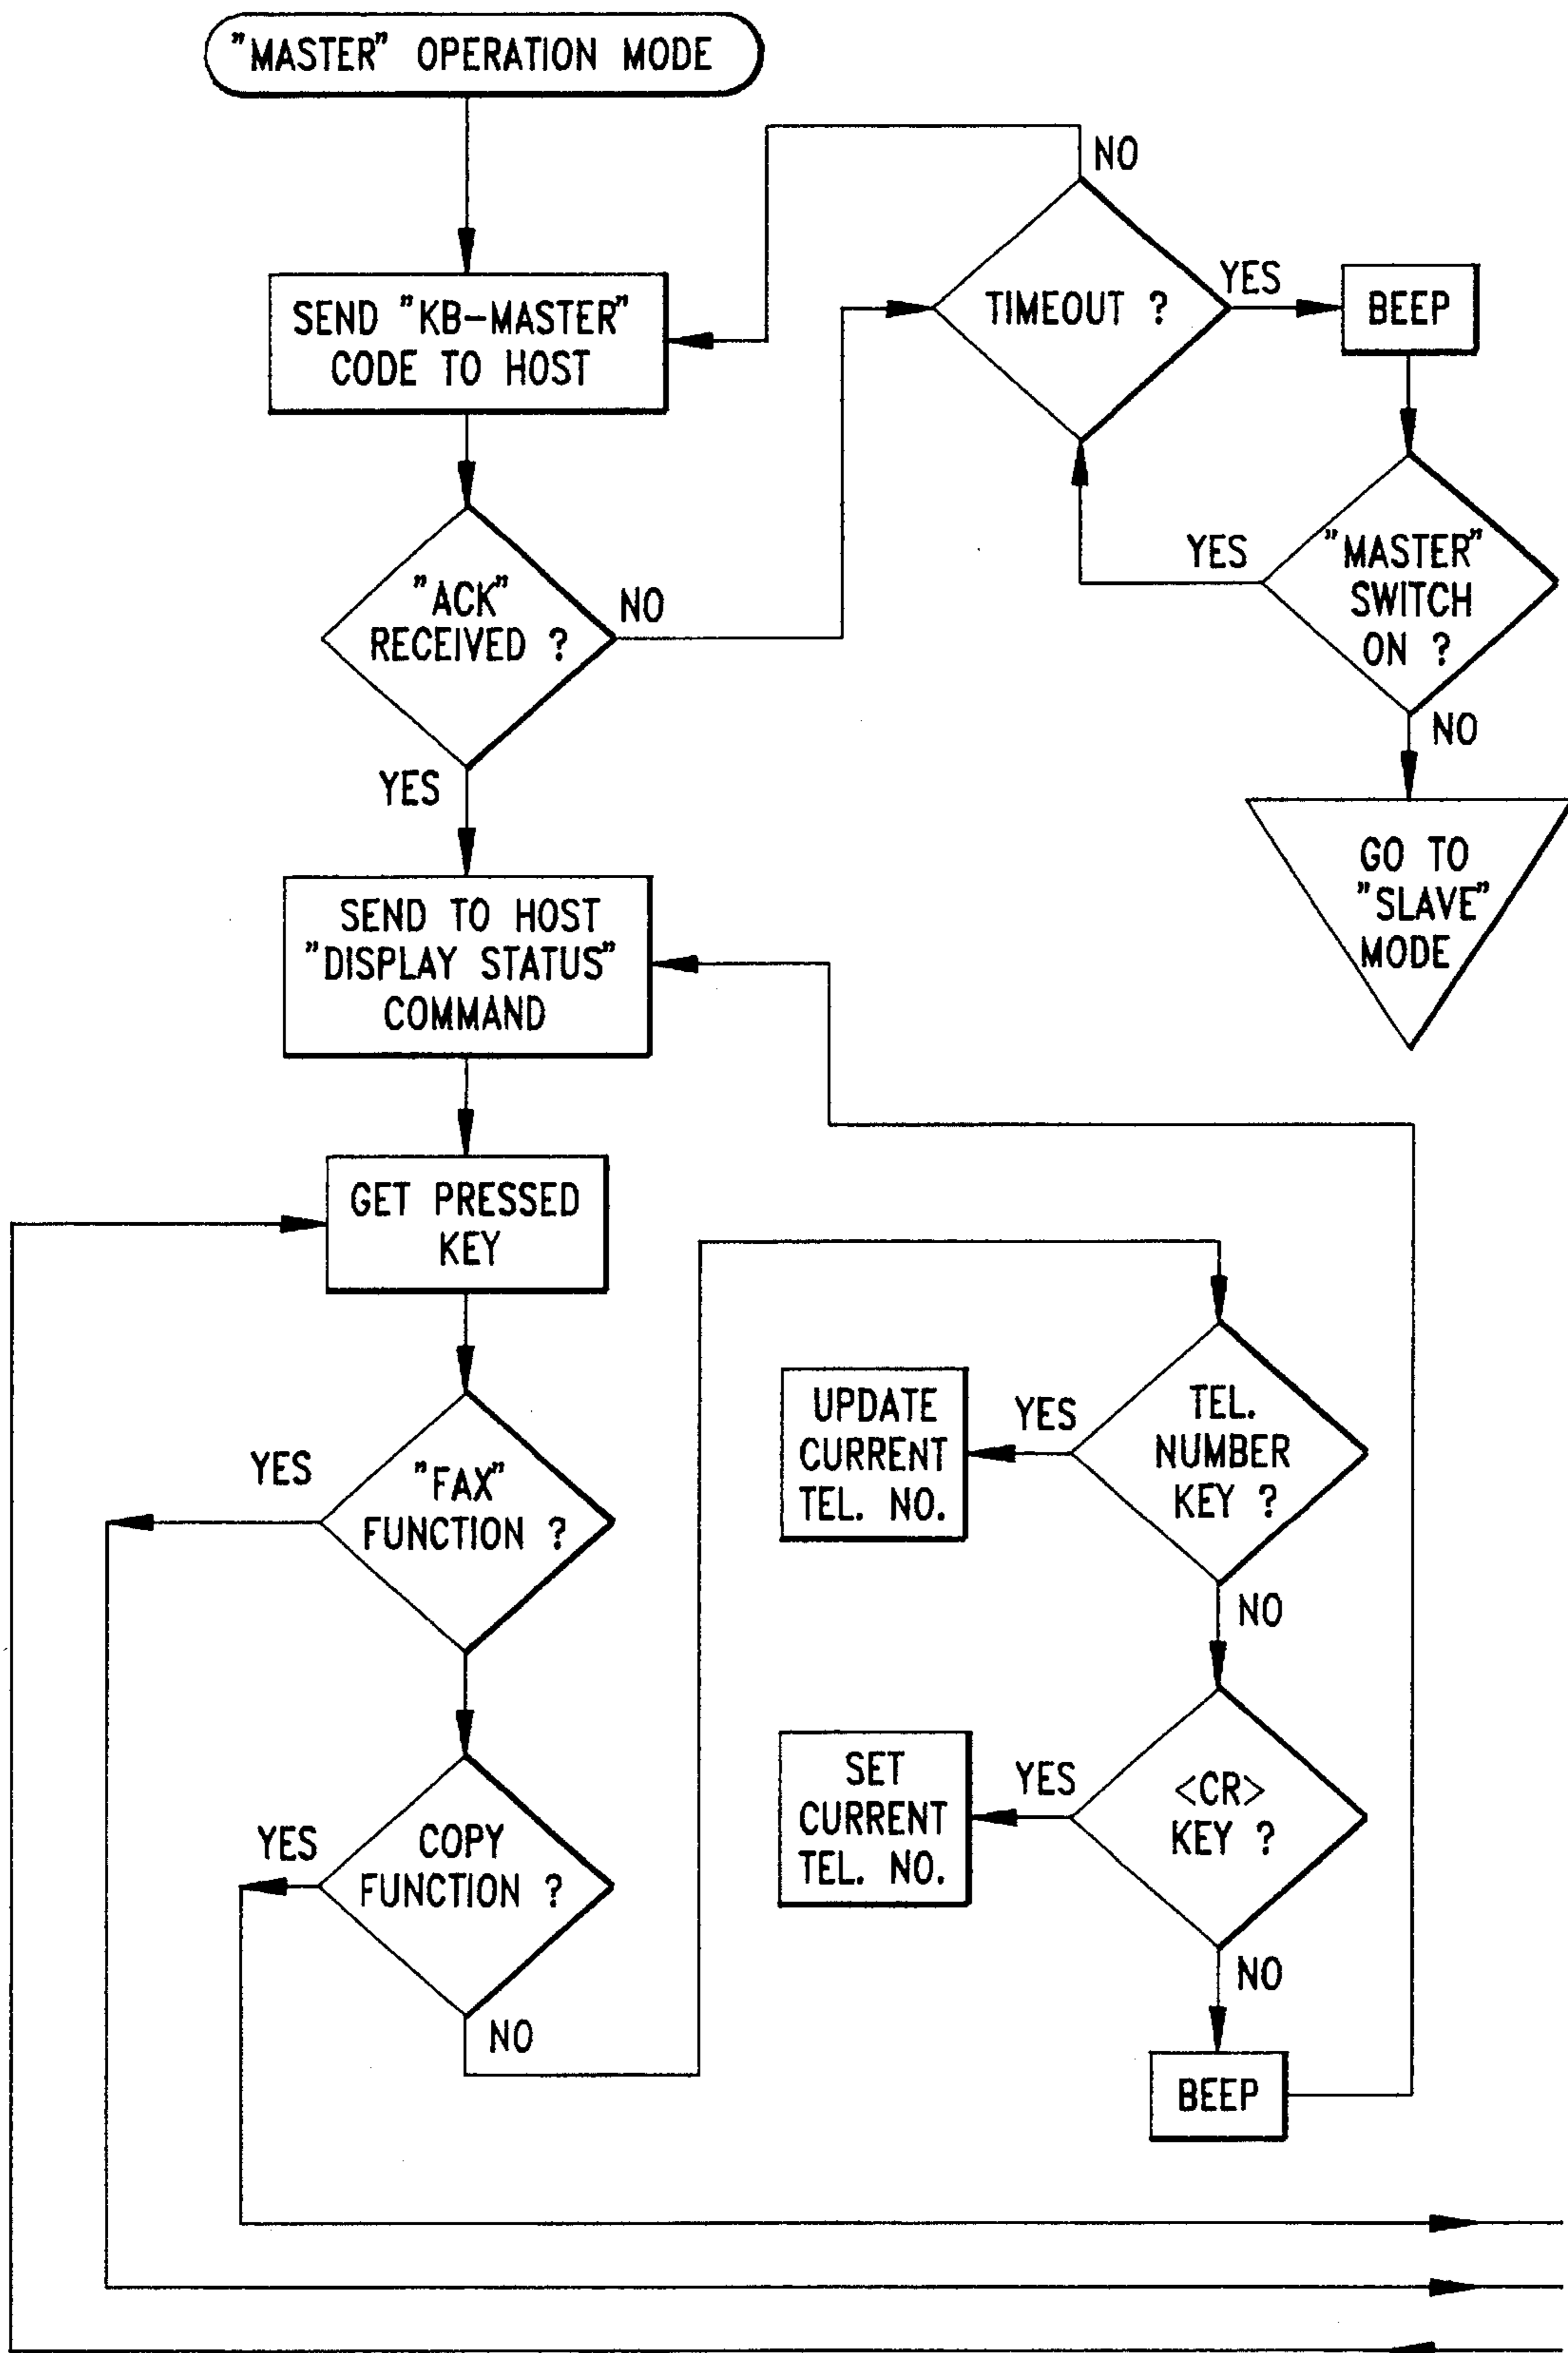 "MASTER" OPERATION MODE
NO
SEND "KB-MASTER"
CODE TO HOST
TIMEOUT ?
YES
BEEP
"ACK"
RECEIVED ?
NO
YES
YES
"MASTER"
SWITCH
ON ?
NO
GO TO
"SLAVE"
MODE
SEND TO HOST
"DISPLAY STATUS"
COMMAND
GET PRESSED
KEY
YES
"FAX"
FUNCTION ?
UPDATE
CURRENT
TEL. NO.
YES
TEL.
NUMBER
KEY ?
NO
YES
COPY
FUNCTION ?
NO
SET
CURRENT
TEL. NO.
YES
<CR>
KEY ?
NO
BEEP